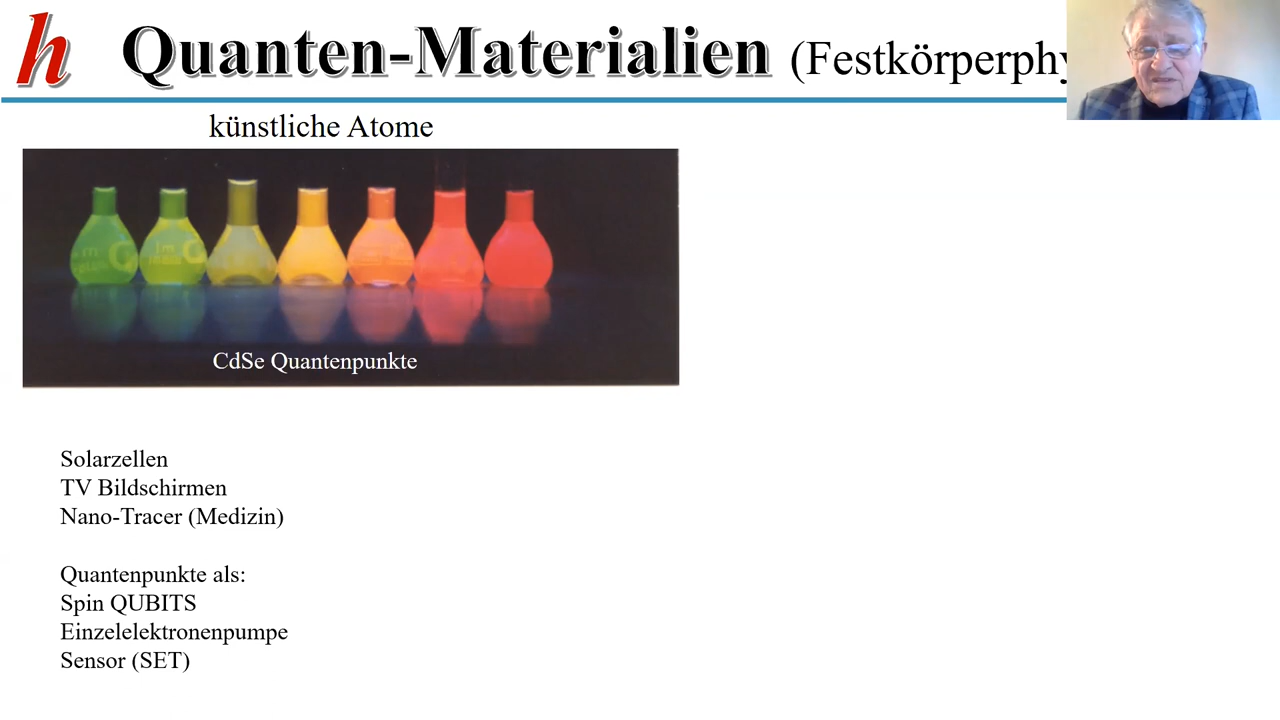 h
Quanten-Materialien (Festkörperphy
künstliche Atome
CdSe Quantenpunkte
Solarzellen
TV Bildschirmen
Nano-Tracer (Medizin)
Quantenpunkte als:
Spin QUBITS
Einzelelektronenpumpe
Sensor (SET)